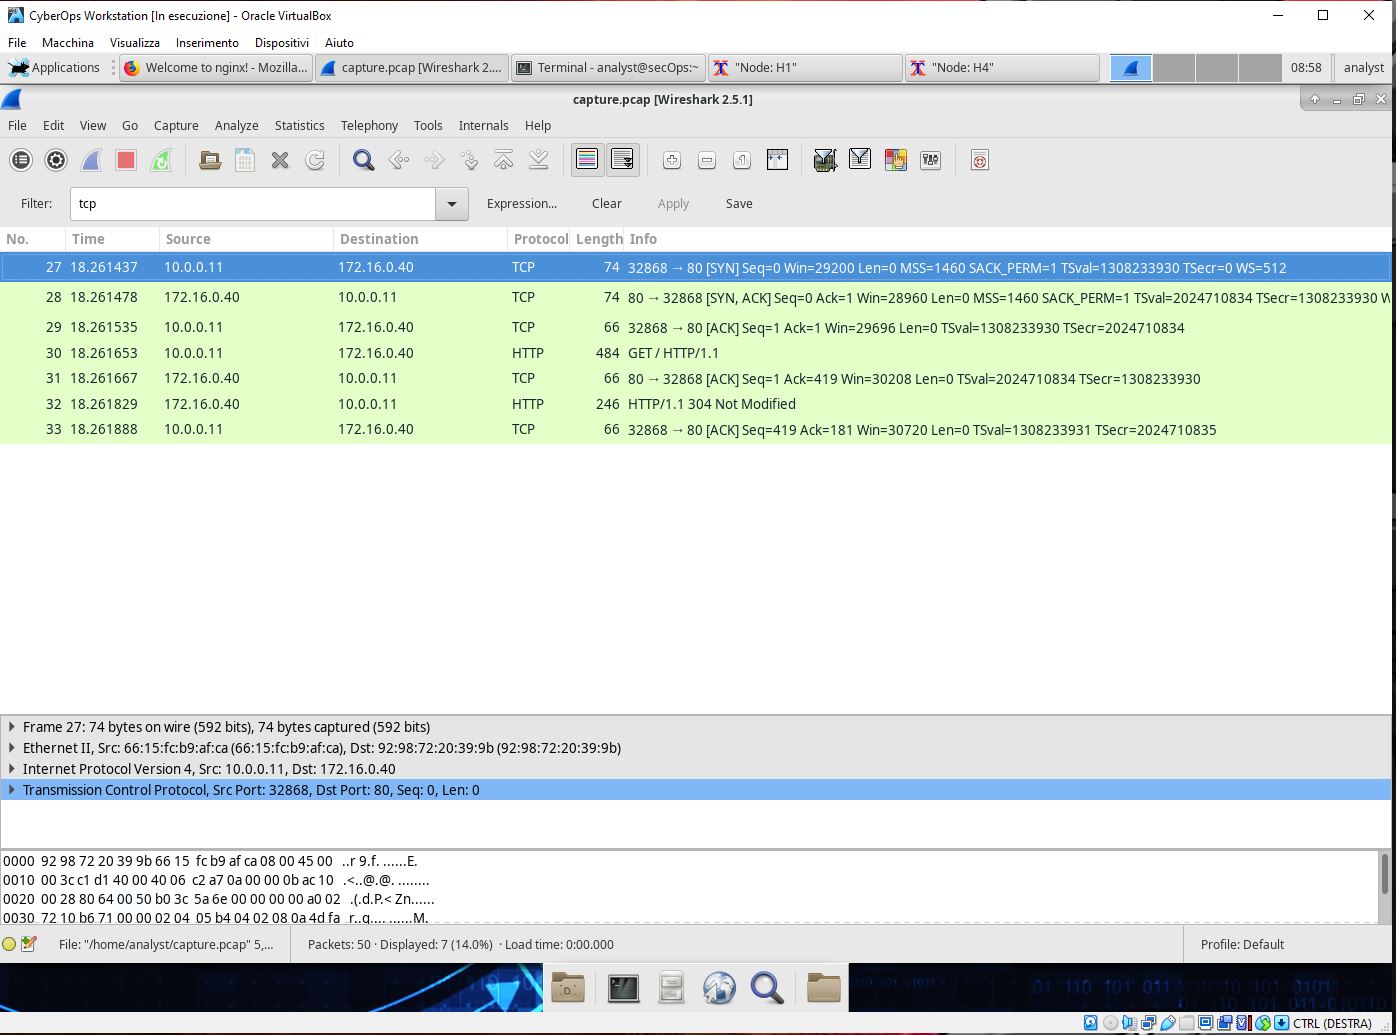 CyberOps Workstation [In esecuzione] - Oracle VirtualBox
File Macchina Visualizza Inserimento Dispositivi Aiuto
Applications Welcome to nginx! - Mozilla... capture.pcap [Wireshark 2.... Terminal - analyst@secOps:~ "Node: H1" "Node: H4" 08:58 analyst
capture.pcap [Wireshark 2.5.1]
File Edit View Go Capture Analyze Statistics Telephony Tools Internals Help
Filter: tcp Expression... Clear Apply Save
No. Time Source Destination Protocol Length Info
27 18.261437 10.0.0.11 172.16.0.40 TCP 74 32868 → 80 [SYN] Seq=0 Win=29200 Len=0 MSS=1460 SACK_PERM=1 TSval=1308233930 TSecr=0 WS=512
28 18.261478 172.16.0.40 10.0.0.11 TCP 74 80 → 32868 [SYN, ACK] Seq=0 Ack=1 Win=28960 Len=0 MSS=1460 SACK_PERM=1 TSval=2024710834 TSecr=1308233930 W
29 18.261535 10.0.0.11 172.16.0.40 TCP 66 32868 → 80 [ACK] Seq=1 Ack=1 Win=29696 Len=0 TSval=1308233930 TSecr=2024710834
30 18.261653 10.0.0.11 172.16.0.40 HTTP 484 GET / HTTP/1.1
31 18.261667 172.16.0.40 10.0.0.11 TCP 66 80 → 32868 [ACK] Seq=1 Ack=419 Win=30208 Len=0 TSval=2024710834 TSecr=1308233930
32 18.261829 172.16.0.40 10.0.0.11 HTTP 246 HTTP/1.1 304 Not Modified
33 18.261888 10.0.0.11 172.16.0.40 TCP 66 32868 → 80 [ACK] Seq=419 Ack=181 Win=30720 Len=0 TSval=1308233931 TSecr=2024710835
Frame 27: 74 bytes on wire (592 bits), 74 bytes captured (592 bits)
Ethernet II, Src: 66:15:fc:b9:af:ca (66:15:fc:b9:af:ca), Dst: 92:98:72:20:39:9b (92:98:72:20:39:9b)
Internet Protocol Version 4, Src: 10.0.0.11, Dst: 172.16.0.40
Transmission Control Protocol, Src Port: 32868, Dst Port: 80, Seq: 0, Len: 0
0000 92 98 72 20 39 9b 66 15 fc b9 af ca 08 00 45 00 ..r 9.f. ......E.
0010 00 3c c1 d1 40 00 40 06 c2 a7 0a 00 00 0b ac 10 .<..@.@. ........
0020 00 28 80 64 00 50 b0 3c 5a 6e 00 00 00 00 a0 02 .(.d.P.< Zn......
0030 72 10 b6 71 00 00 02 04 05 b4 04 02 08 0a 4d fa r..q.... ......M.
File: "/home/analyst/capture.pcap" 5,... Packets: 50 · Displayed: 7 (14.0%) · Load time: 0:00.000 Profile: Default
CTRL (DESTRA)